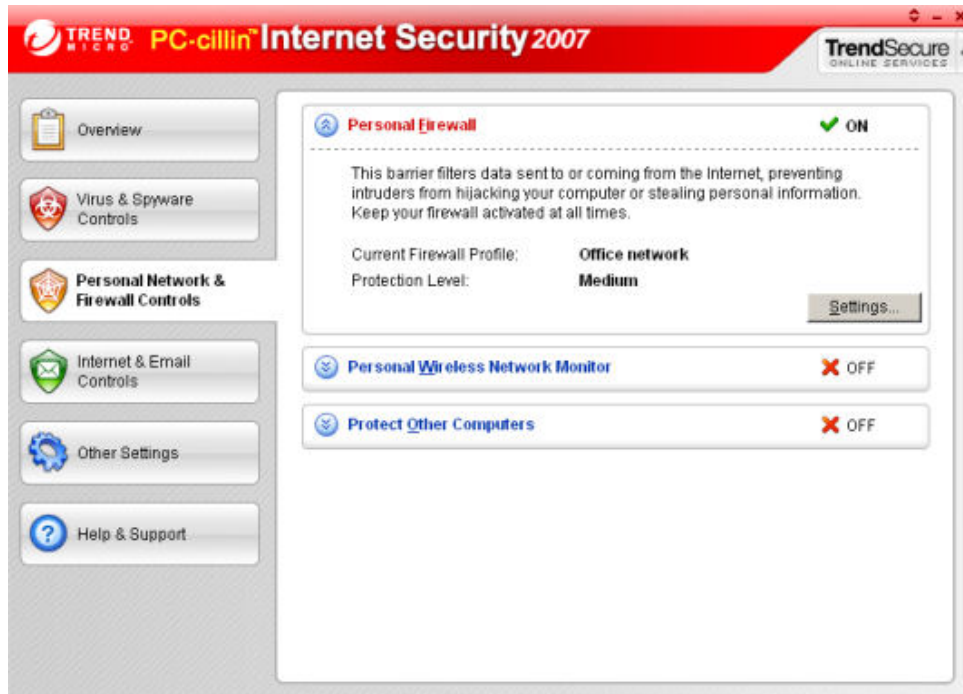 TREND MICRO PC-cillin™ Internet Security 2007
TrendSecure
ONLINE SERVICES
Overview
Virus & Spyware
Controls
Personal Network &
Firewall Controls
Internet & Email
Controls
Other Settings
Help & Support
Personal Firewall
ON
This barrier filters data sent to or coming from the Internet, preventing
intruders from hijacking your computer or stealing personal information.
Keep your firewall activated at all times.
Current Firewall Profile: Office network
Protection Level: Medium
Settings...
Personal Wireless Network Monitor
OFF
Protect Other Computers
OFF